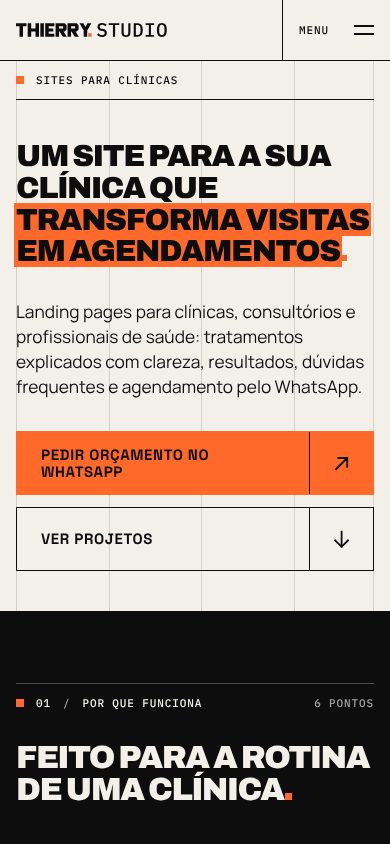 THIERRY. STUDIO
MENU
SITES PARA CLÍNICAS
UM SITE PARA A SUA
CLÍNICA QUE
TRANSFORMA VISITAS
EM AGENDAMENTOS.
Landing pages para clínicas, consultórios e
profissionais de saúde: tratamentos
explicados com clareza, resultados, dúvidas
frequentes e agendamento pelo WhatsApp.
PEDIR ORÇAMENTO NO
WHATSAPP
VER PROJETOS
01 / POR QUE FUNCIONA
6 PONTOS
FEITO PARA A ROTINA
DE UMA CLÍNICA.